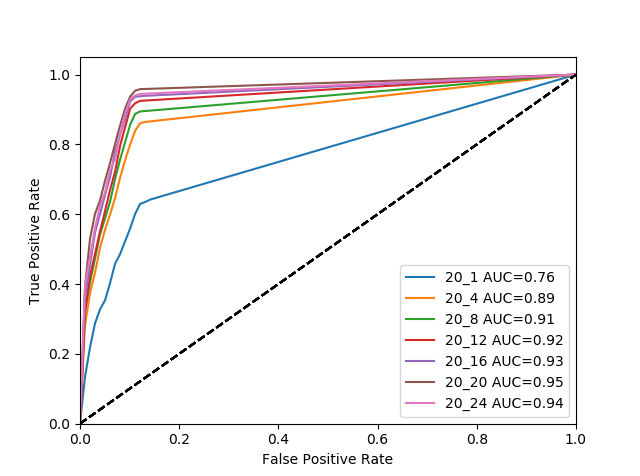 1.0
0.8
0.6
0.4
0.2
0.0
True Positive Rate
20_1 AUC=0.76
20_4 AUC=0.89
20_8 AUC=0.91
20_12 AUC=0.92
20_16 AUC=0.93
20_20 AUC=0.95
20_24 AUC=0.94
0.0 0.2 0.4 0.6 0.8 1.0
False Positive Rate